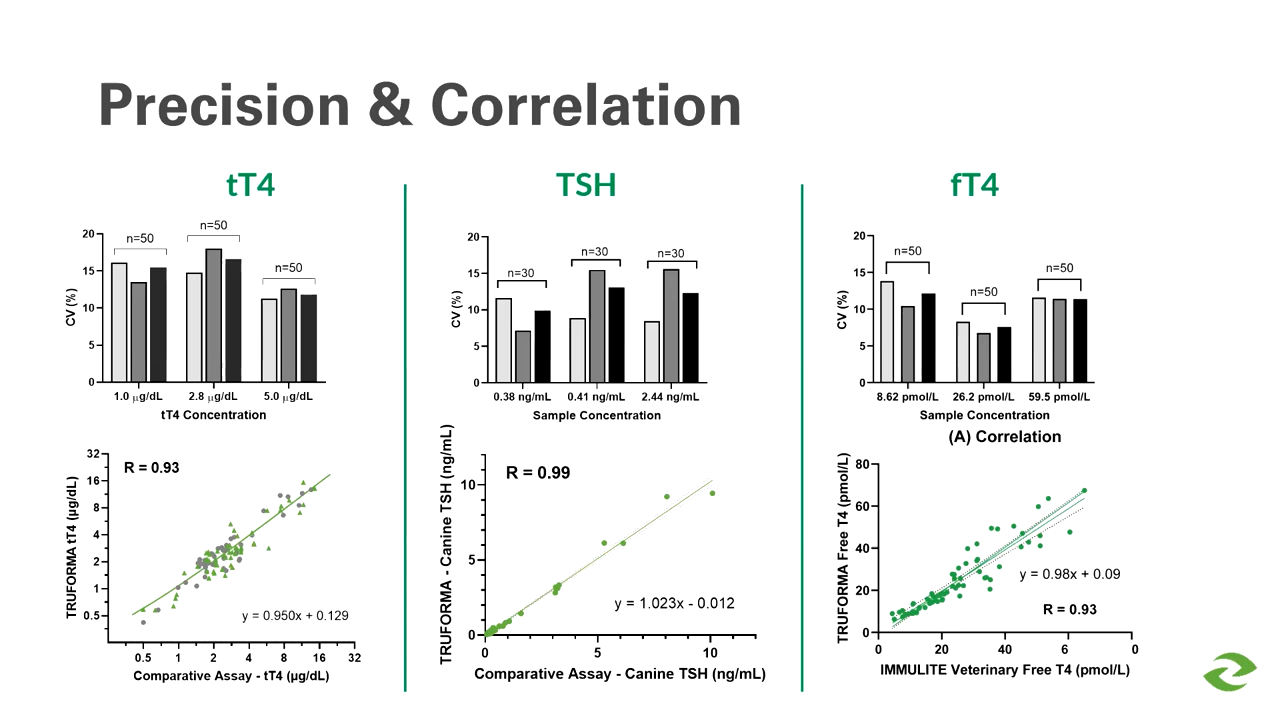 Precision & Correlation
tT4
n=50
n=50
n=50
20
15
10
5
0
CV (%)
1.0 µg/dL 2.8 µg/dL 5.0 µg/dL
tT4 Concentration
R = 0.93
32
16
8
4
2
1
0.5
TRUFORMA tT4 (µg/dL)
y = 0.950x + 0.129
0.5 1 2 4 8 16 32
Comparative Assay - tT4 (µg/dL)
TSH
n=30
n=30
n=30
20
15
10
5
0
CV (%)
0.38 ng/mL 0.41 ng/mL 2.44 ng/mL
Sample Concentration
R = 0.99
10
5
0
TRUFORMA - Canine TSH (ng/mL)
y = 1.023x - 0.012
0 5 10
Comparative Assay - Canine TSH (ng/mL)
fT4
n=50
n=50
n=50
20
15
10
5
0
CV (%)
8.62 pmol/L 26.2 pmol/L 59.5 pmol/L
Sample Concentration
(A) Correlation
80
60
40
20
0
TRUFORMA Free T4 (pmol/L)
y = 0.98x + 0.09
R = 0.93
0 20 40 6 0
IMMULITE Veterinary Free T4 (pmol/L)